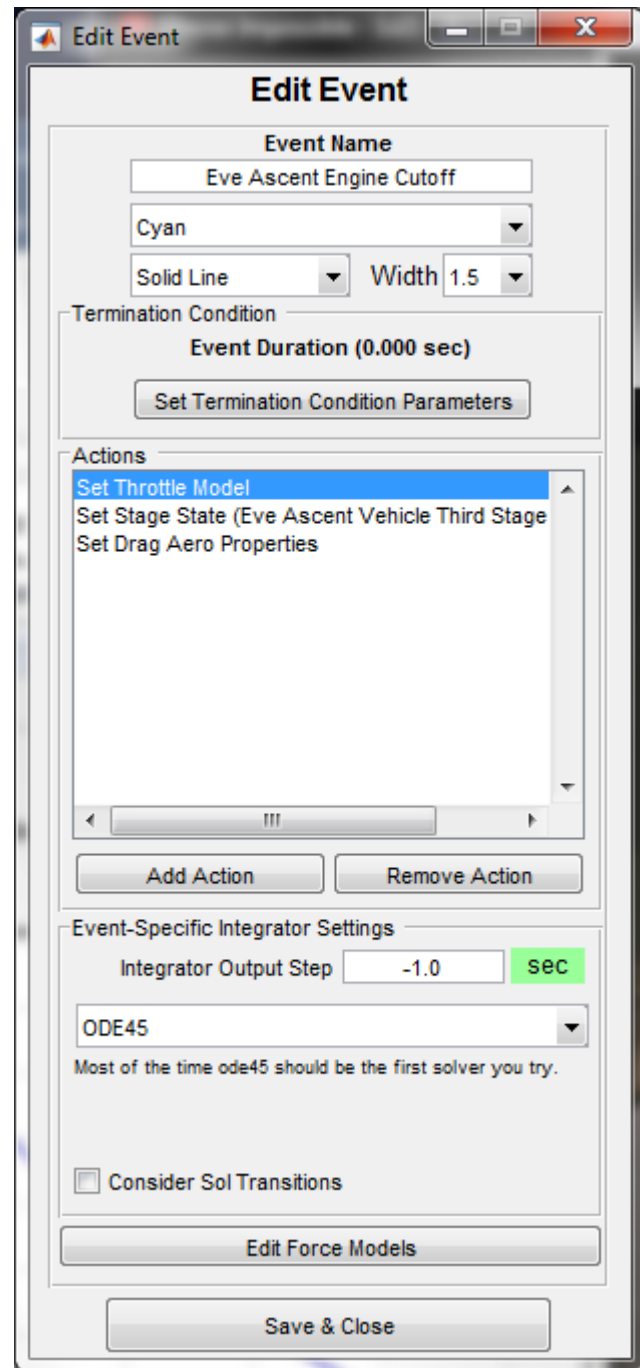 Edit Event
Edit Event
Event Name
Eve Ascent Engine Cutoff
Cyan
Solid Line Width 1.5
Termination Condition
Event Duration (0.000 sec)
Set Termination Condition Parameters
Actions
Set Throttle Model
Set Stage State (Eve Ascent Vehicle Third Stage
Set Drag Aero Properties
Add Action Remove Action
Event-Specific Integrator Settings
Integrator Output Step -1.0 sec
ODE45
Most of the time ode45 should be the first solver you try.
Consider SoI Transitions
Edit Force Models
Save & Close